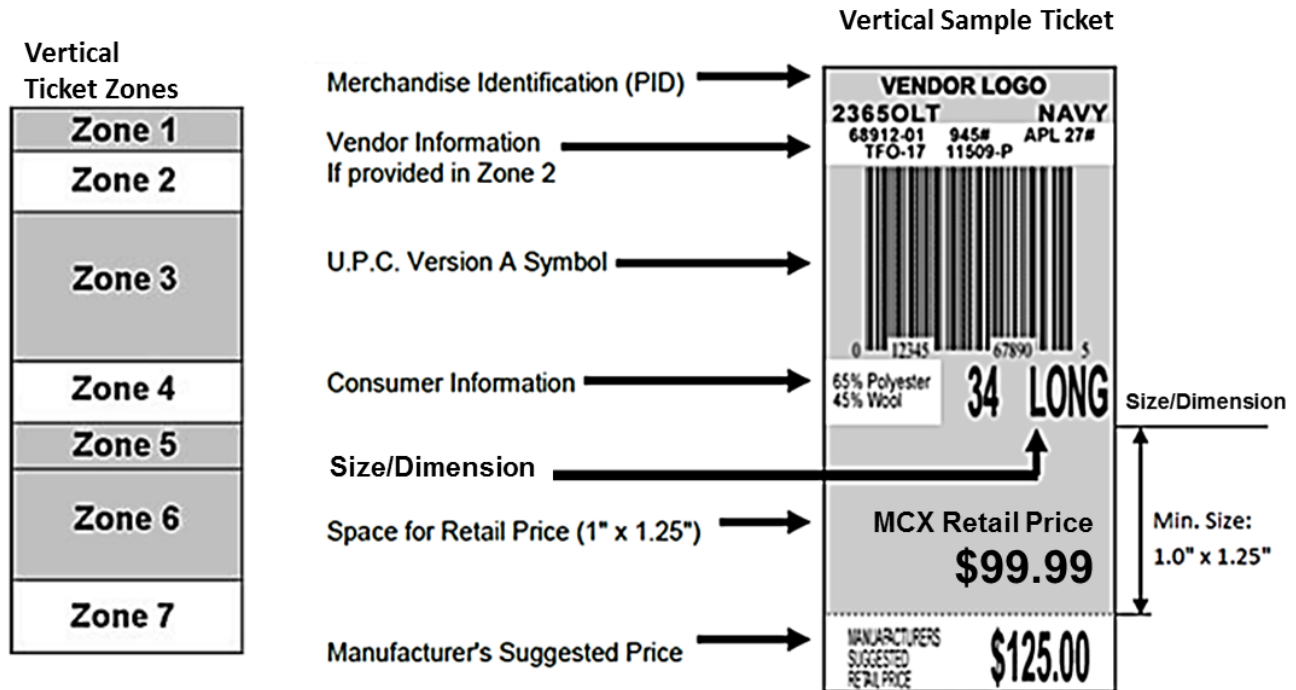 Vertical Sample Ticket
Vertical
Ticket Zones
Zone 1
Zone 2
Zone 3
Zone 4
Zone 5
Zone 6
Zone 7
Merchandise Identification (PID)
Vendor Information
If provided in Zone 2
U.P.C. Version A Symbol
Consumer Information
Size/Dimension
Space for Retail Price (1" x 1.25")
Manufacturer's Suggested Price
VENDOR LOGO
2365OLT NAVY
68912-01 945# APL 27#
TFO-17 11509-P
0 12345 67890 5
65% Polyester
45% Wool
34 LONG
MCX Retail Price
$99.99
MANUAFACTURERS
SUGGESTED
RETAIL PRICE
$125.00
Size/Dimension
Min. Size:
1.0" x 1.25"